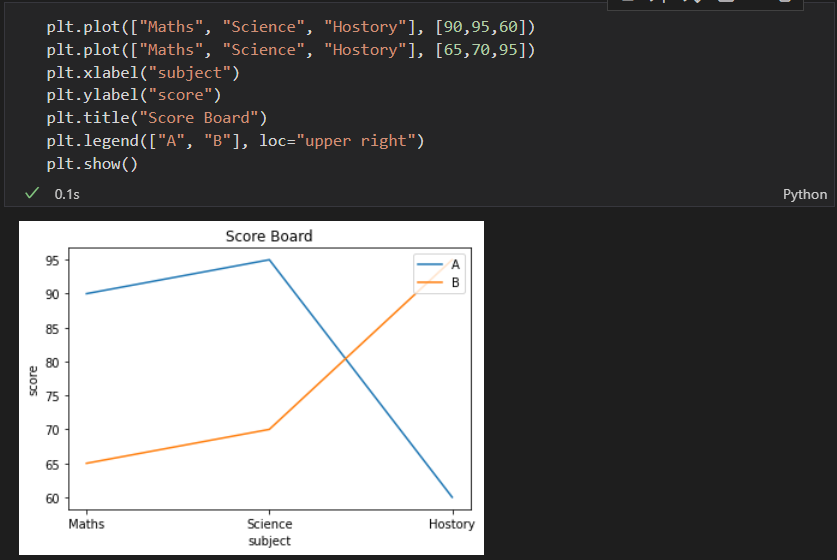 plt.plot(["Maths", "Science", "Hostory"], [90,95,60])
plt.plot(["Maths", "Science", "Hostory"], [65,70,95])
plt.xlabel("subject")
plt.ylabel("score")
plt.title("Score Board")
plt.legend(["A", "B"], loc="upper right")
plt.show()
0.1s
Python
Score Board
A
B
score
95
90
85
80
75
70
65
60
Maths
Science
Hostory
subject